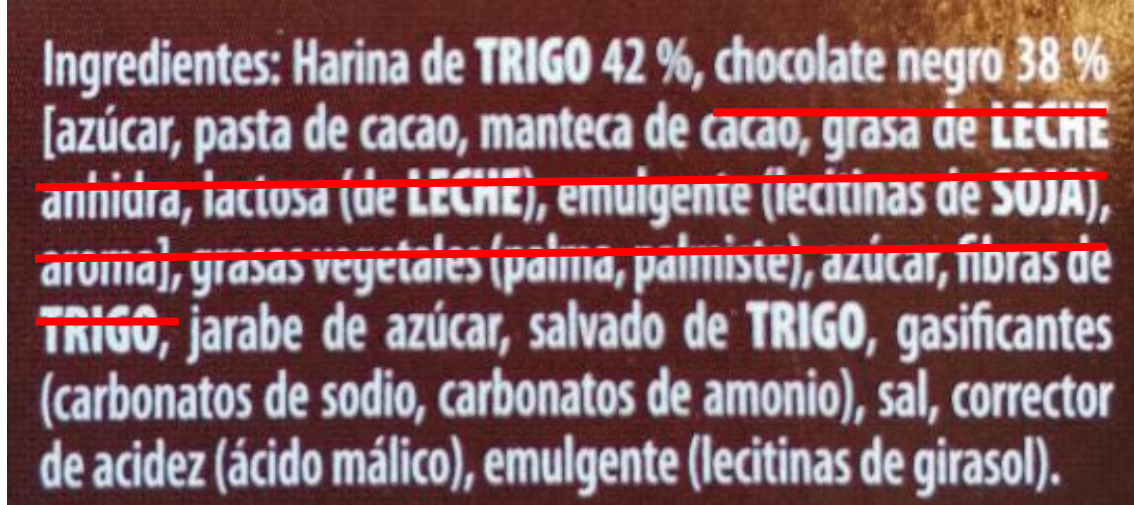 Ingredientes: Harina de TRIGO 42 %, chocolate negro 38 %
[azúcar, pasta de cacao, manteca de cacao, grasa de LECHE
anhidra, lactosa (de LECHE), emulgente (lecitinas de SOJA),
aroma], grasas vegetales (palma, palmiste), azúcar, fibras de
TRIGO, jarabe de azúcar, salvado de TRIGO, gasificantes
(carbonatos de sodio, carbonatos de amonio), sal, corrector
de acidez (ácido málico), emulgente (lecitinas de girasol).